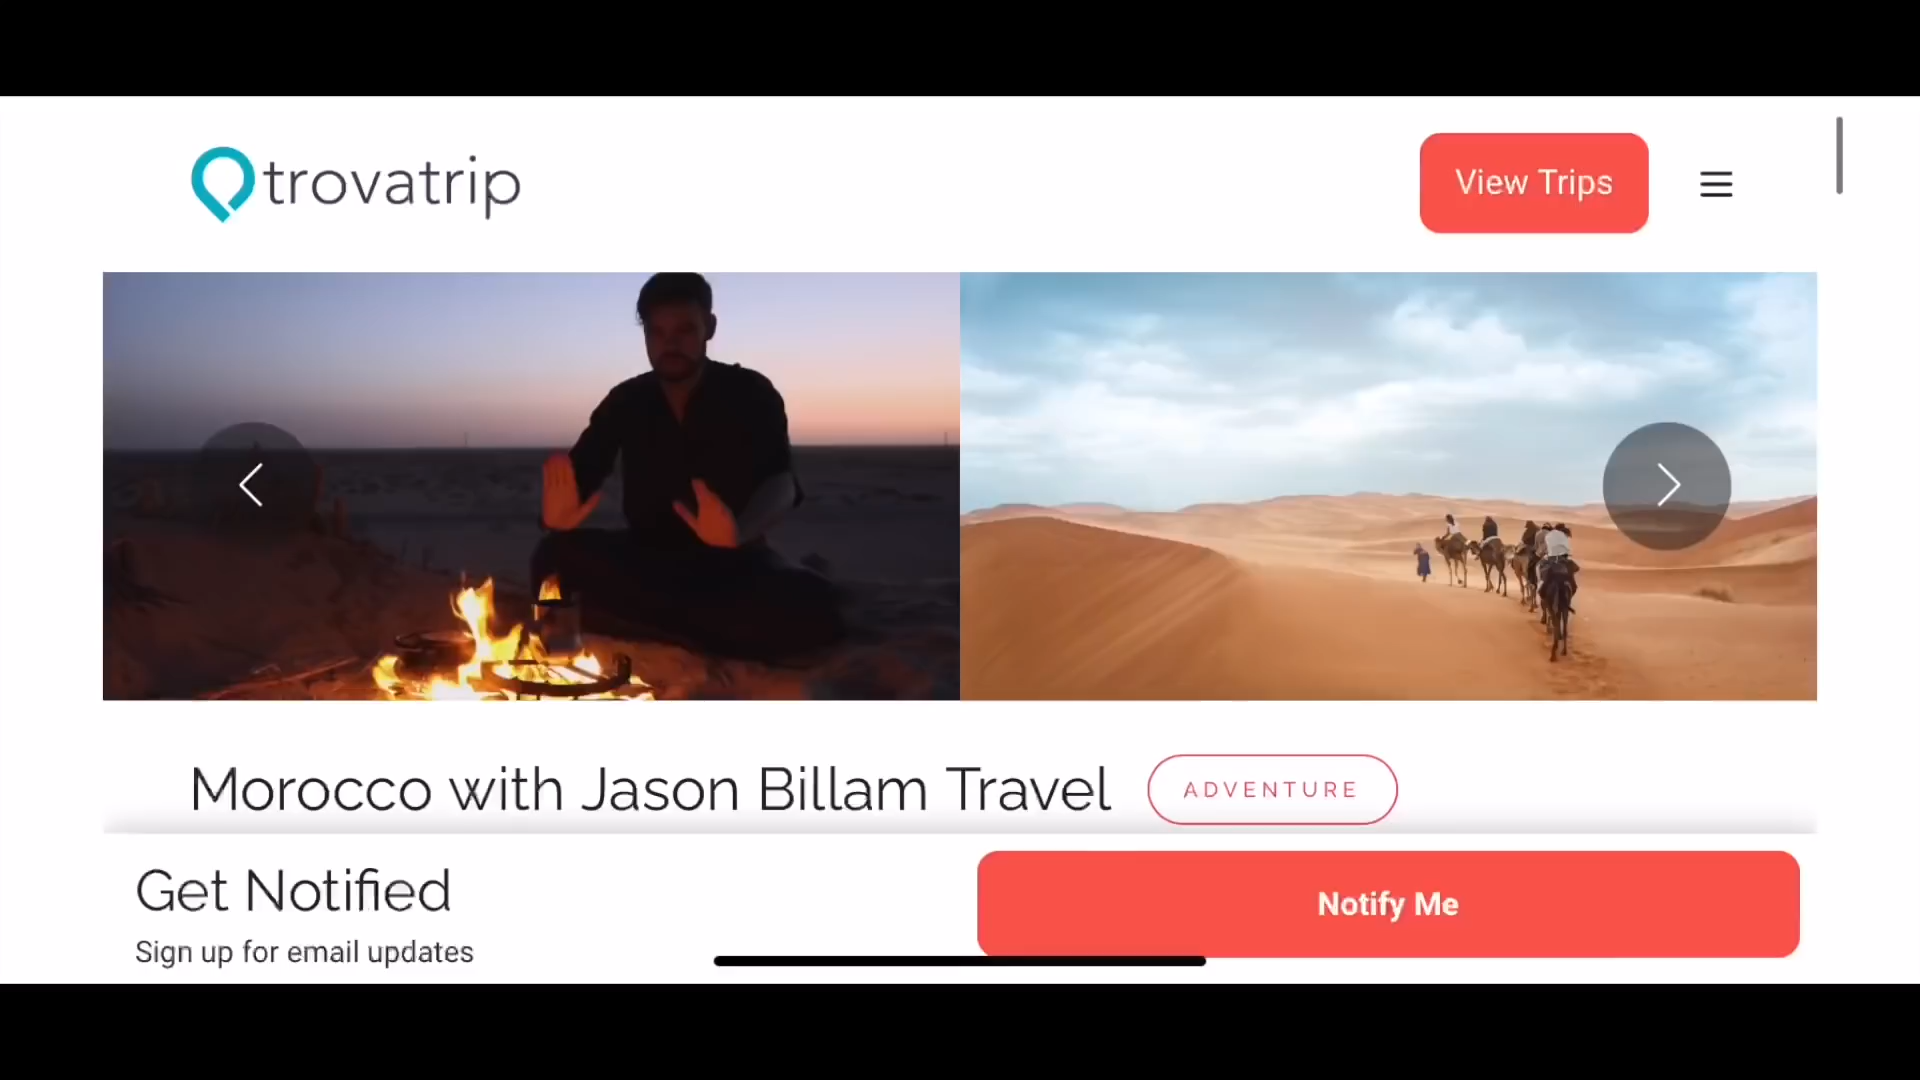 trovatrip
View Trips
Morocco with Jason Billam Travel
ADVENTURE
Get Notified
Sign up for email updates
Notify Me